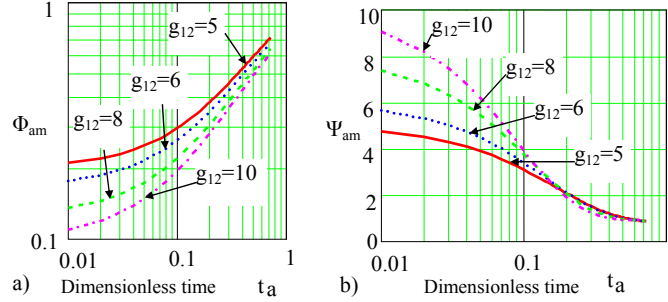 1
g₁₂=5
g₁₂=6
Φam
g₁₂=8
g₁₂=10
0.1
0.01
0.1
1
a)
Dimensionless time
tₐ
10
g₁₂=10
8
g₁₂=8
6
g₁₂=6
Ψam
4
g₁₂=5
2
0
0.01
0.1
1
b)
Dimensionless time
tₐ